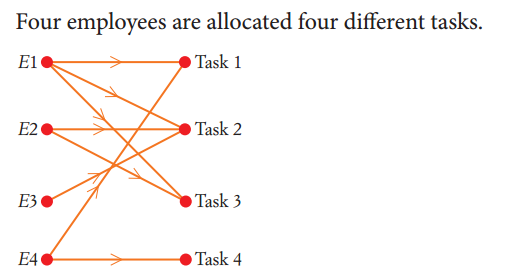 Four employees are allocated four different tasks.
E1 Task 1
E2 Task 2
E3 Task 3
E4 Task 4